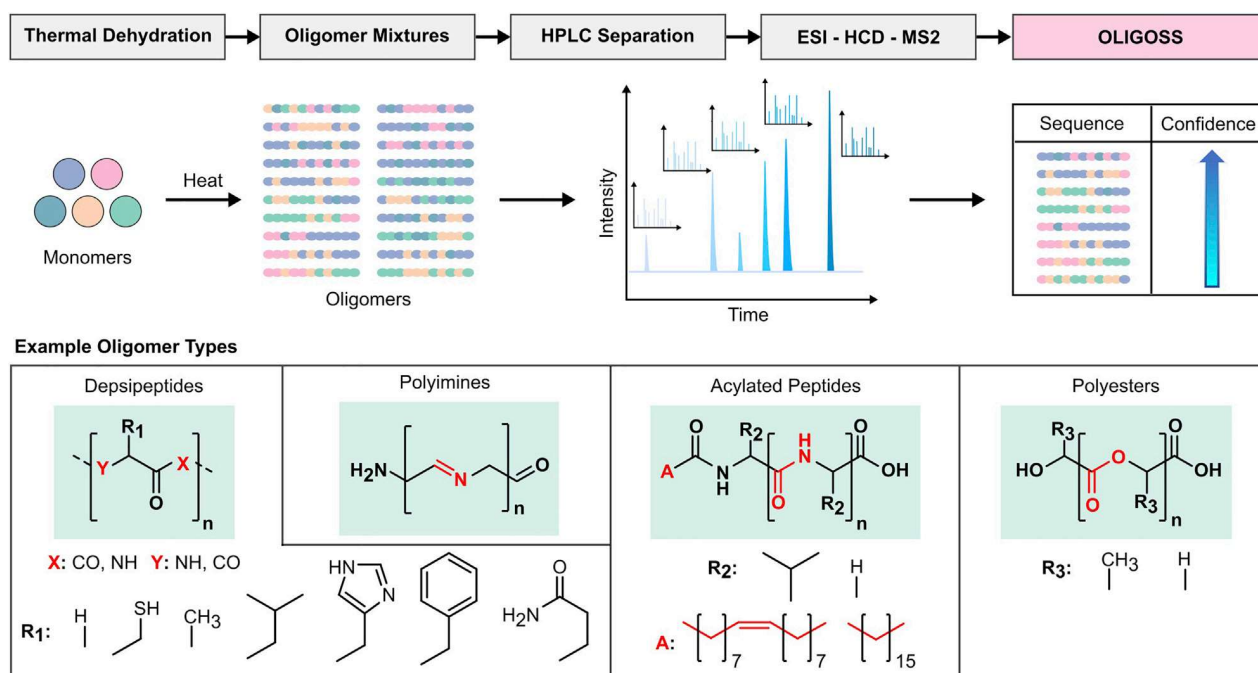 Thermal Dehydration
Oligomer Mixtures
HPLC Separation
ESI - HCD - MS2
OLIGOSS
Heat
Monomers
Oligomers
Intensity
Time
Sequence
Confidence
Example Oligomer Types
Depsipeptides
Polyimines
Acylated Peptides
Polyesters
R1
Y
X
O
n
X: CO, NH Y: NH, CO
R1:
H
SH
CH3
HN
N
O
H2N
H2N
N
O
n
O
A
N
H
R2
O
H
N
R2
O
OH
n
R2:
H
A:
7
7
15
R3
HO
O
O
R3
O
OH
n
R3:
CH3
H